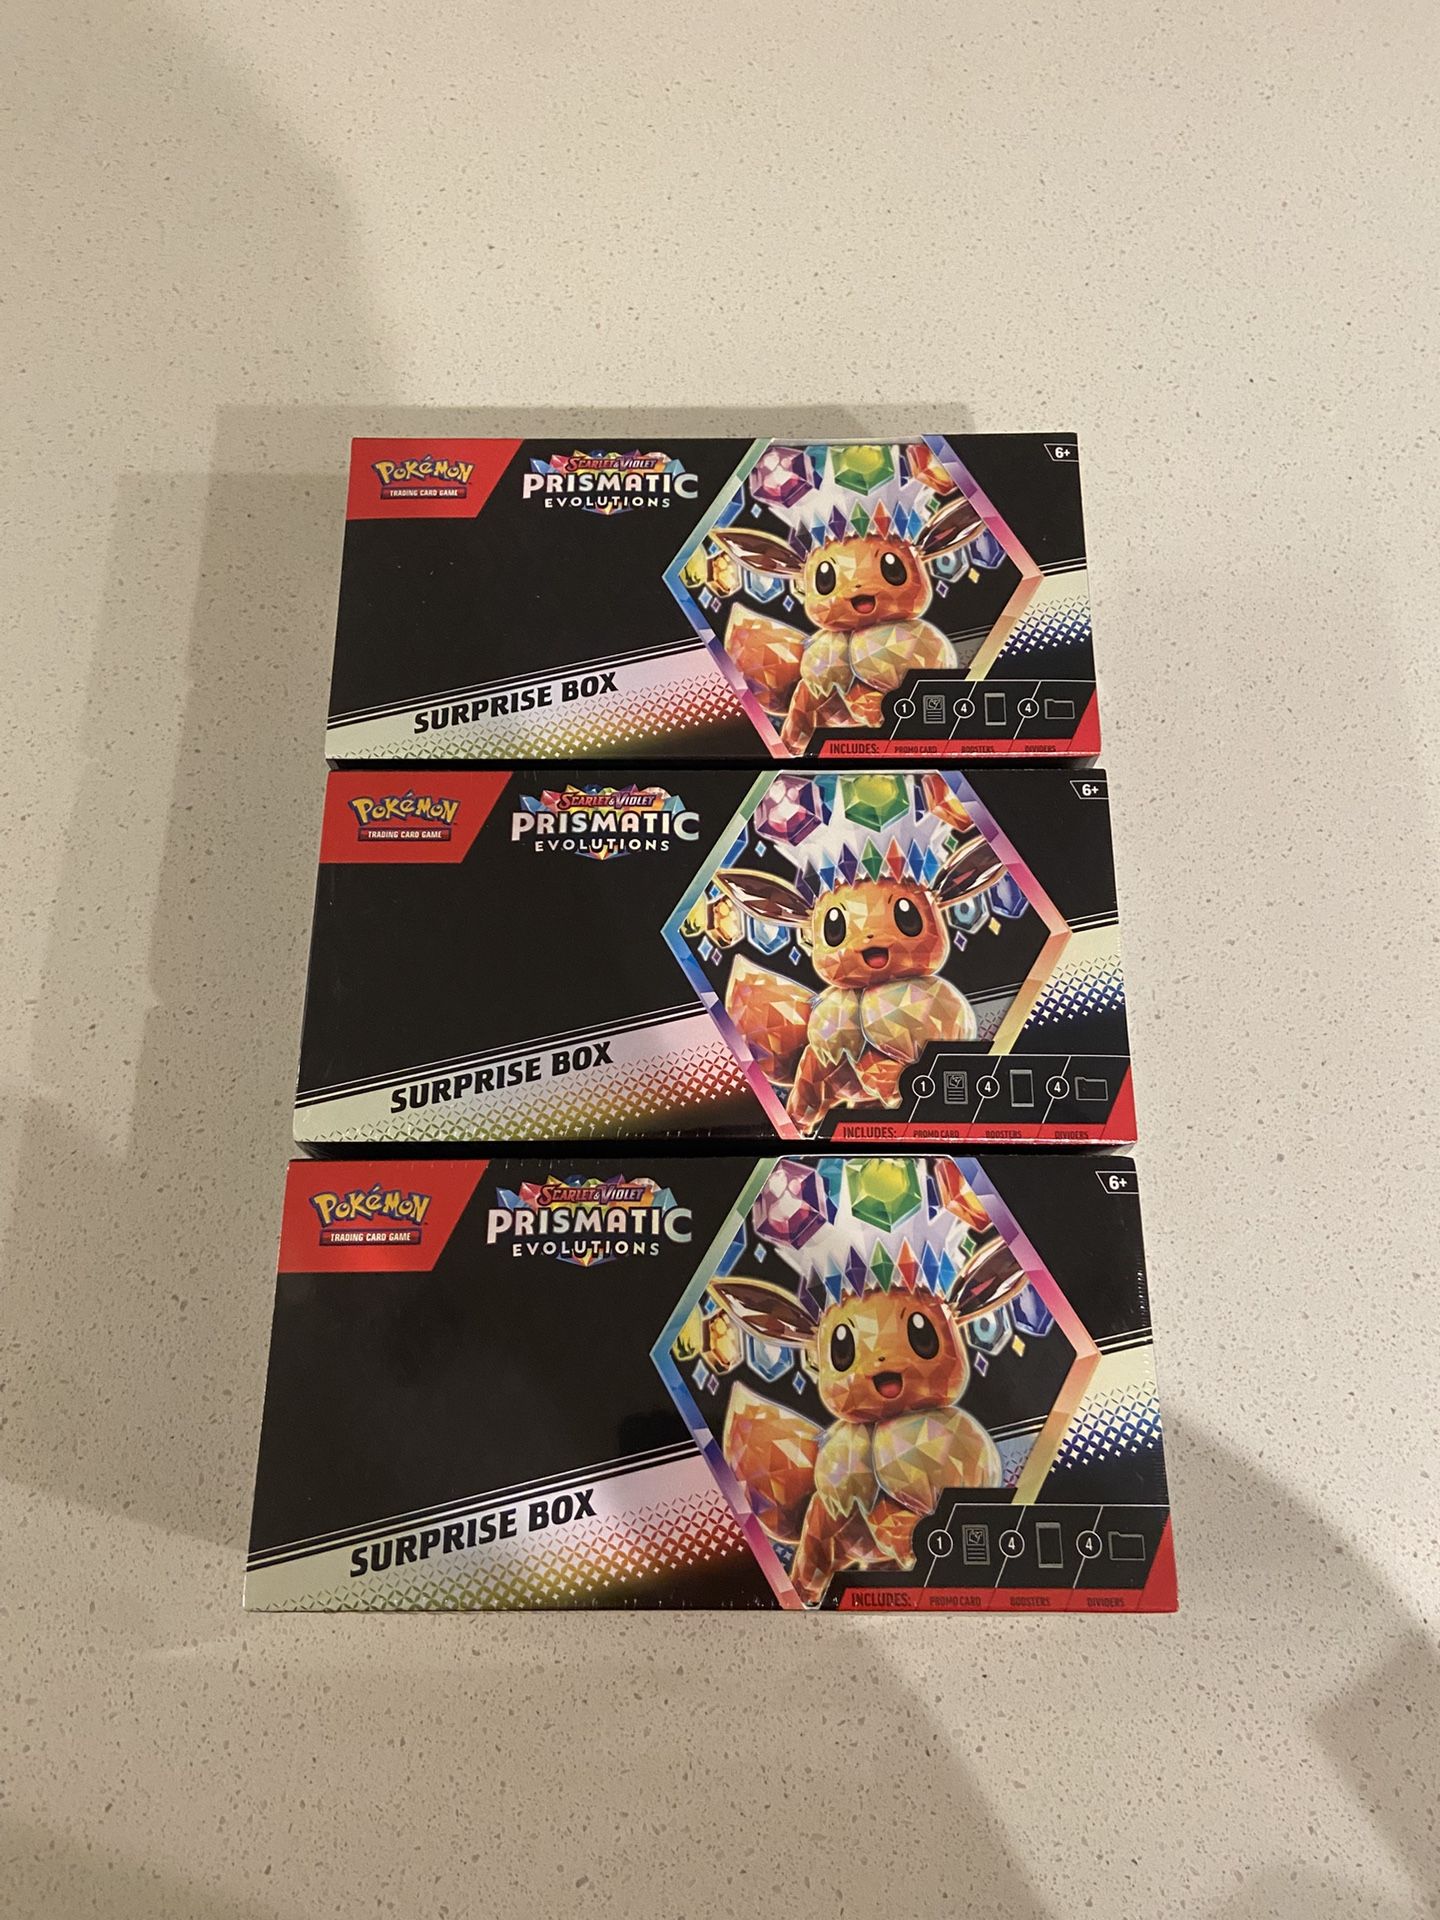 POKéMON
TRADING CARD GAME
SCARLET & VIOLET
PRISMATIC
EVOLUTIONS
6+
SURPRISE BOX
1 4 4
INCLUDES: PROMO CARD BOOSTERS DIVIDERS
POKéMON
TRADING CARD GAME
SCARLET & VIOLET
PRISMATIC
EVOLUTIONS
6+
SURPRISE BOX
1 4 4
INCLUDES: PROMO CARD BOOSTERS DIVIDERS
POKéMON
TRADING CARD GAME
SCARLET & VIOLET
PRISMATIC
EVOLUTIONS
6+
SURPRISE BOX
1 4 4
INCLUDES: PROMO CARD BOOSTERS DIVIDERS